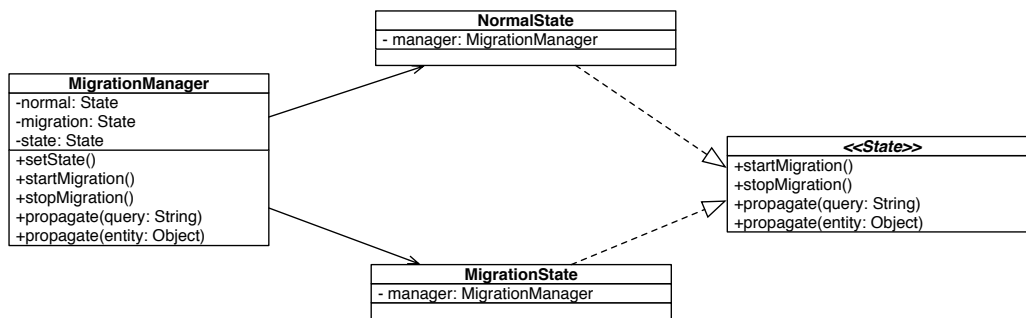 NormalState
- manager: MigrationManager
MigrationManager
-normal: State
-migration: State
-state: State
+setState()
+startMigration()
+stopMigration()
+propagate(query: String)
+propagate(entity: Object)
<<State>>
+startMigration()
+stopMigration()
+propagate(query: String)
+propagate(entity: Object)
MigrationState
- manager: MigrationManager